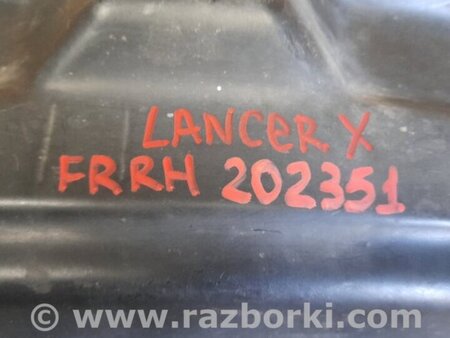 LANCER X
FRRH 202351
© www.razborki.com